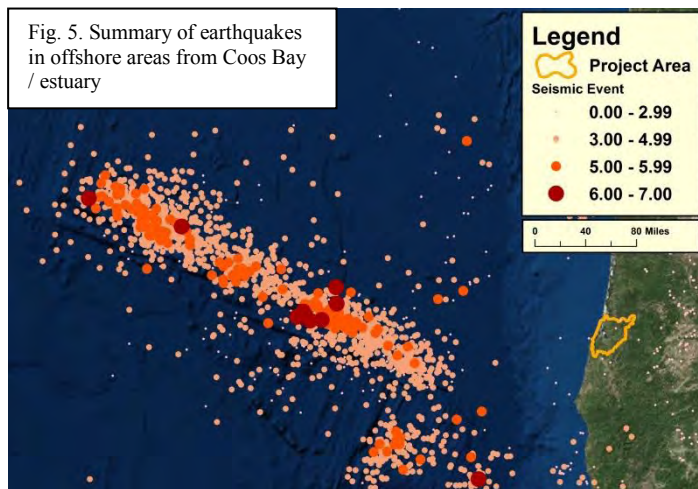 Fig. 5. Summary of earthquakes
in offshore areas from Coos Bay
/ estuary
Legend
Project Area
Seismic Event
0.00 - 2.99
3.00 - 4.99
5.00 - 5.99
6.00 - 7.00
0 40 80 Miles